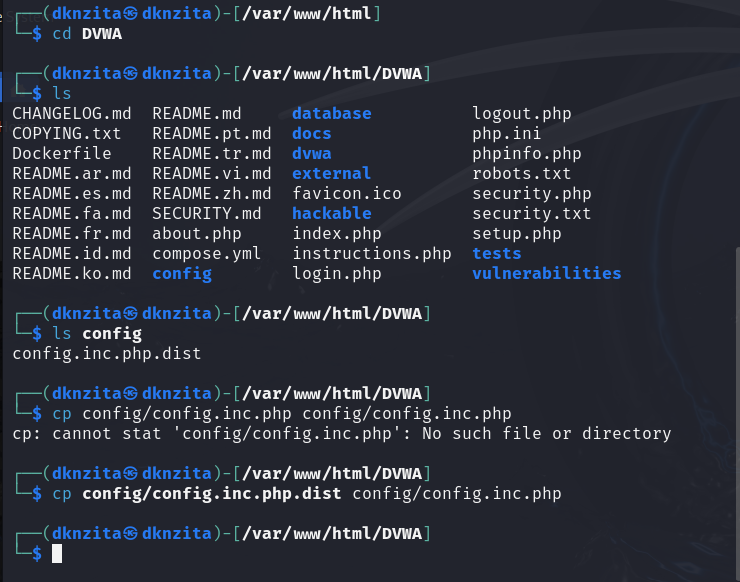 ┌──(dknzita㉿dknzita)-[/var/www/html]
└─$ cd DVWA
┌──(dknzita㉿dknzita)-[/var/www/html/DVWA]
└─$ ls
CHANGELOG.md  README.md     database          logout.php
COPYING.txt   README.pt.md  docs              php.ini
Dockerfile    README.tr.md  dvwa              phpinfo.php
README.ar.md  README.vi.md  external          robots.txt
README.es.md  README.zh.md  favicon.ico       security.php
README.fa.md  SECURITY.md   hackable          security.txt
README.fr.md  about.php     index.php         setup.php
README.id.md  compose.yml   instructions.php  tests
README.ko.md  config        login.php         vulnerabilities
┌──(dknzita㉿dknzita)-[/var/www/html/DVWA]
└─$ ls config
config.inc.php.dist
┌──(dknzita㉿dknzita)-[/var/www/html/DVWA]
└─$ cp config/config.inc.php config/config.inc.php
cp: cannot stat 'config/config.inc.php': No such file or directory
┌──(dknzita㉿dknzita)-[/var/www/html/DVWA]
└─$ cp config/config.inc.php.dist config/config.inc.php
┌──(dknzita㉿dknzita)-[/var/www/html/DVWA]
└─$